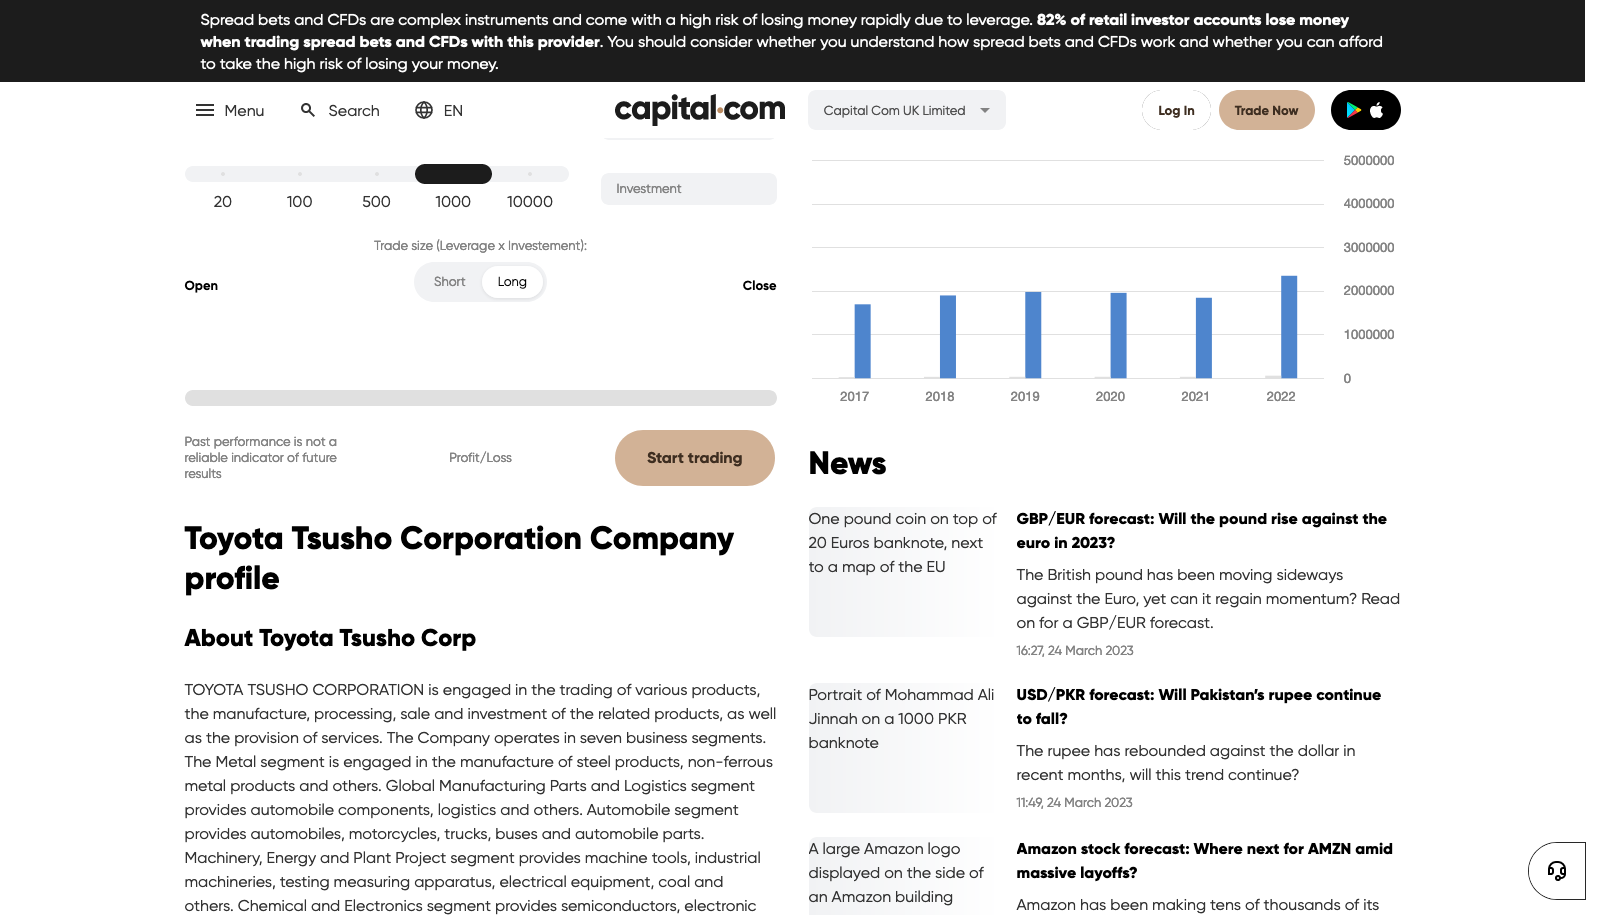 Spread bets and CFDs are complex instruments and come with a high risk of losing money rapidly due to leverage. 82% of retail investor accounts lose money
when trading spread bets and CFDs with this provider. You should consider whether you understand how spread bets and CFDs work and whether you can afford
to take the high risk of losing your money.
Menu
Search
EN
capital.com
Capital Com UK Limited
Log In
Trade Now
20
100
500
1000
10000
Investment
Trade size (Leverage x Investement):
Open
Short
Long
Close
Past performance is not a
reliable indicator of future
results
Profit/Loss
Start trading
Toyota Tsusho Corporation Company
profile
About Toyota Tsusho Corp
TOYOTA TSUSHO CORPORATION is engaged in the trading of various products,
the manufacture, processing, sale and investment of the related products, as well
as the provision of services. The Company operates in seven business segments.
The Metal segment is engaged in the manufacture of steel products, non-ferrous
metal products and others. Global Manufacturing Parts and Logistics segment
provides automobile components, logistics and others. Automobile segment
provides automobiles, motorcycles, trucks, buses and automobile parts.
Machinery, Energy and Plant Project segment provides machine tools, industrial
machineries, testing measuring apparatus, electrical equipment, coal and
others. Chemical and Electronics segment provides semiconductors, electronic
5000000
4000000
3000000
2000000
1000000
0
2017
2018
2019
2020
2021
2022
News
One pound coin on top of
20 Euros banknote, next
to a map of the EU
GBP/EUR forecast: Will the pound rise against the
euro in 2023?
The British pound has been moving sideways
against the Euro, yet can it regain momentum? Read
on for a GBP/EUR forecast.
16:27, 24 March 2023
Portrait of Mohammad Ali
Jinnah on a 1000 PKR
banknote
USD/PKR forecast: Will Pakistan’s rupee continue
to fall?
The rupee has rebounded against the dollar in
recent months, will this trend continue?
11:49, 24 March 2023
A large Amazon logo
displayed on the side of
an Amazon building
Amazon stock forecast: Where next for AMZN amid
massive layoffs?
Amazon has been making tens of thousands of its